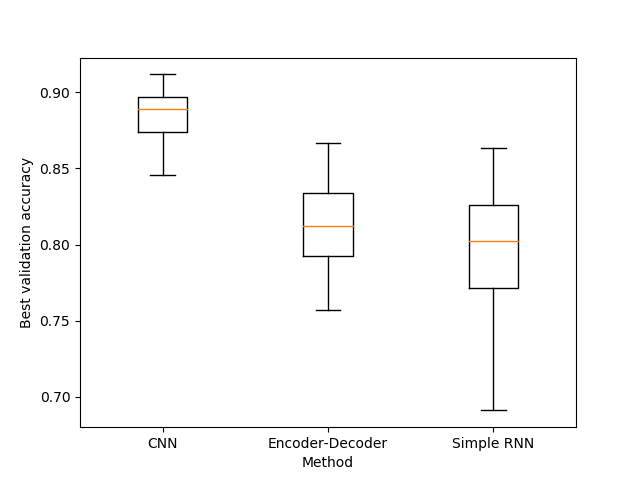 Best validation accuracy
0.90
0.85
0.80
0.75
0.70
CNN
Encoder-Decoder
Simple RNN
Method